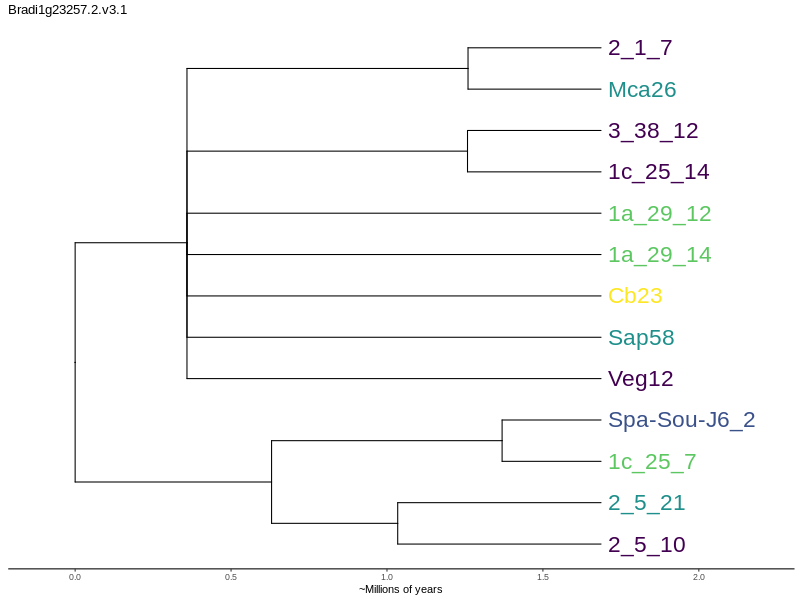 Bradi1g23257.2.v3.1
2_1_7
Mca26
3_38_12
1c_25_14
1a_29_12
1a_29_14
Cb23
Sap58
Veg12
Spa-Sou-J6_2
1c_25_7
2_5_21
2_5_10
0.0 0.5 1.0 1.5 2.0
~Millions of years